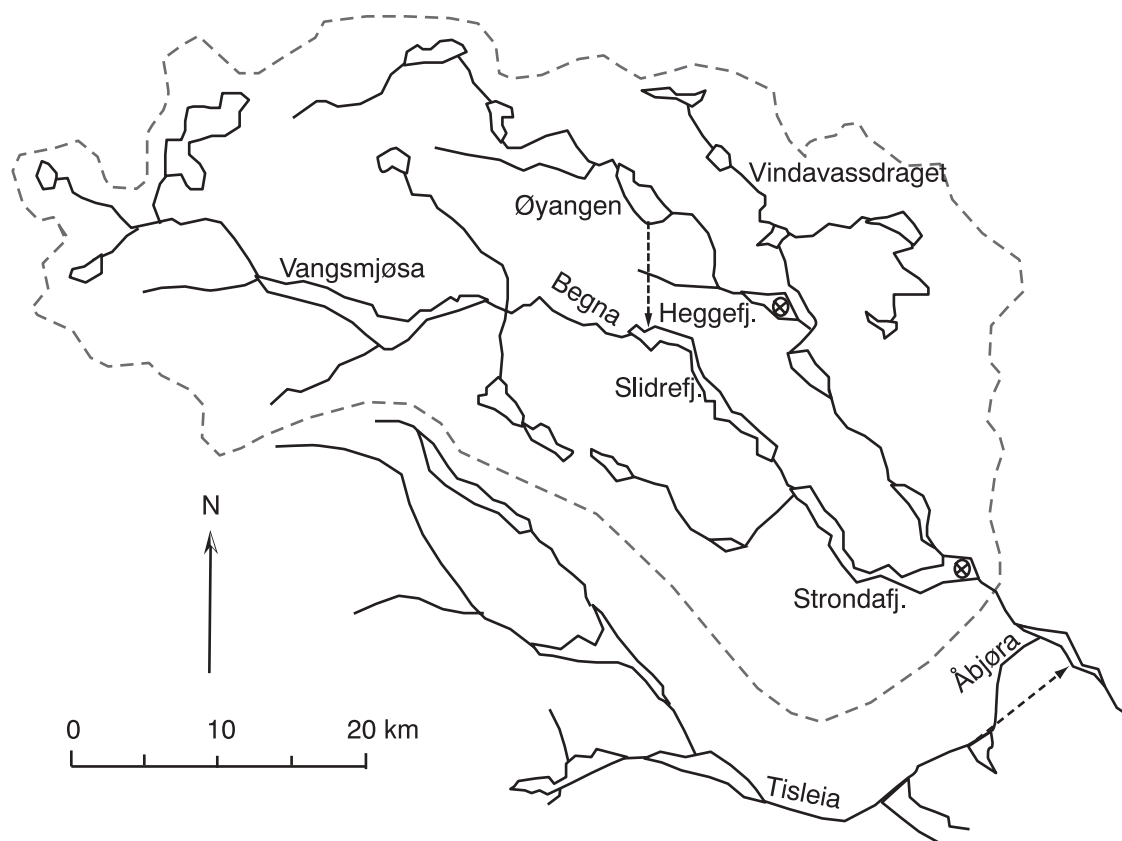 Vindavassdraget
Øyangen
Vangsmjøsa
Begna
Heggefj.
Slidrefj.
N
Strondafj.
Åbjøra
0 10 20 km
Tisleia